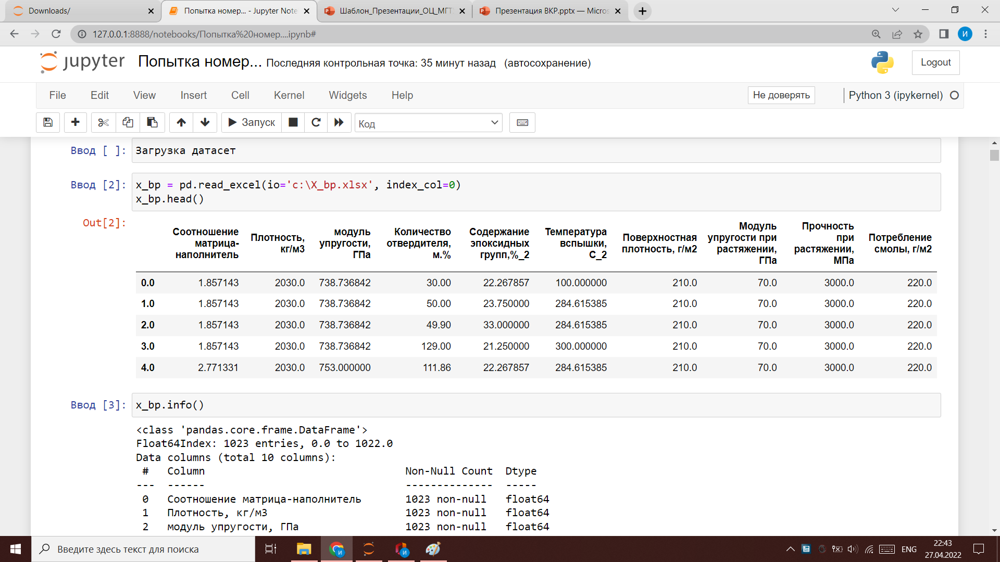 Downloads/
Попытка номер... - Jupyter Note
Шаблон_Презентации_ОЦ_МГТ
Презентация ВКР.pptx — Micros
127.0.0.1:8888/notebooks/Попытка%20номер....ipynb#
И
jupyter Попытка номер... Последняя контрольная точка: 35 минут назад (автосохранение)
Logout
File Edit View Insert Cell Kernel Widgets Help
Не доверять Python 3 (ipykernel)
Запуск Код
Ввод [ ]: Загрузка датасет
Ввод [2]: x_bp = pd.read_excel(io='c:\X_bp.xlsx', index_col=0)
x_bp.head()
Out[2]:
Соотношение матрица-наполнитель Плотность, кг/м3 модуль упругости, ГПа Количество отвердителя, м.% Содержание эпоксидных групп,%_2 Температура вспышки, С_2 Поверхностная плотность, г/м2 Модуль упругости при растяжении, ГПа Прочность при растяжении, МПа Потребление смолы, г/м2
0.0 1.857143 2030.0 738.736842 30.00 22.267857 100.000000 210.0 70.0 3000.0 220.0
1.0 1.857143 2030.0 738.736842 50.00 23.750000 284.615385 210.0 70.0 3000.0 220.0
2.0 1.857143 2030.0 738.736842 49.90 33.000000 284.615385 210.0 70.0 3000.0 220.0
3.0 1.857143 2030.0 738.736842 129.00 21.250000 300.000000 210.0 70.0 3000.0 220.0
4.0 2.771331 2030.0 753.000000 111.86 22.267857 284.615385 210.0 70.0 3000.0 220.0
Ввод [3]: x_bp.info()
<class 'pandas.core.frame.DataFrame'>
Float64Index: 1023 entries, 0.0 to 1022.0
Data columns (total 10 columns):
# Column Non-Null Count Dtype
--- ------ -------------- -----
0 Соотношение матрица-наполнитель 1023 non-null float64
1 Плотность, кг/м3 1023 non-null float64
2 модуль упругости, ГПа 1023 non-null float64
Введите здесь текст для поиска
ENG
22:43
27.04.2022